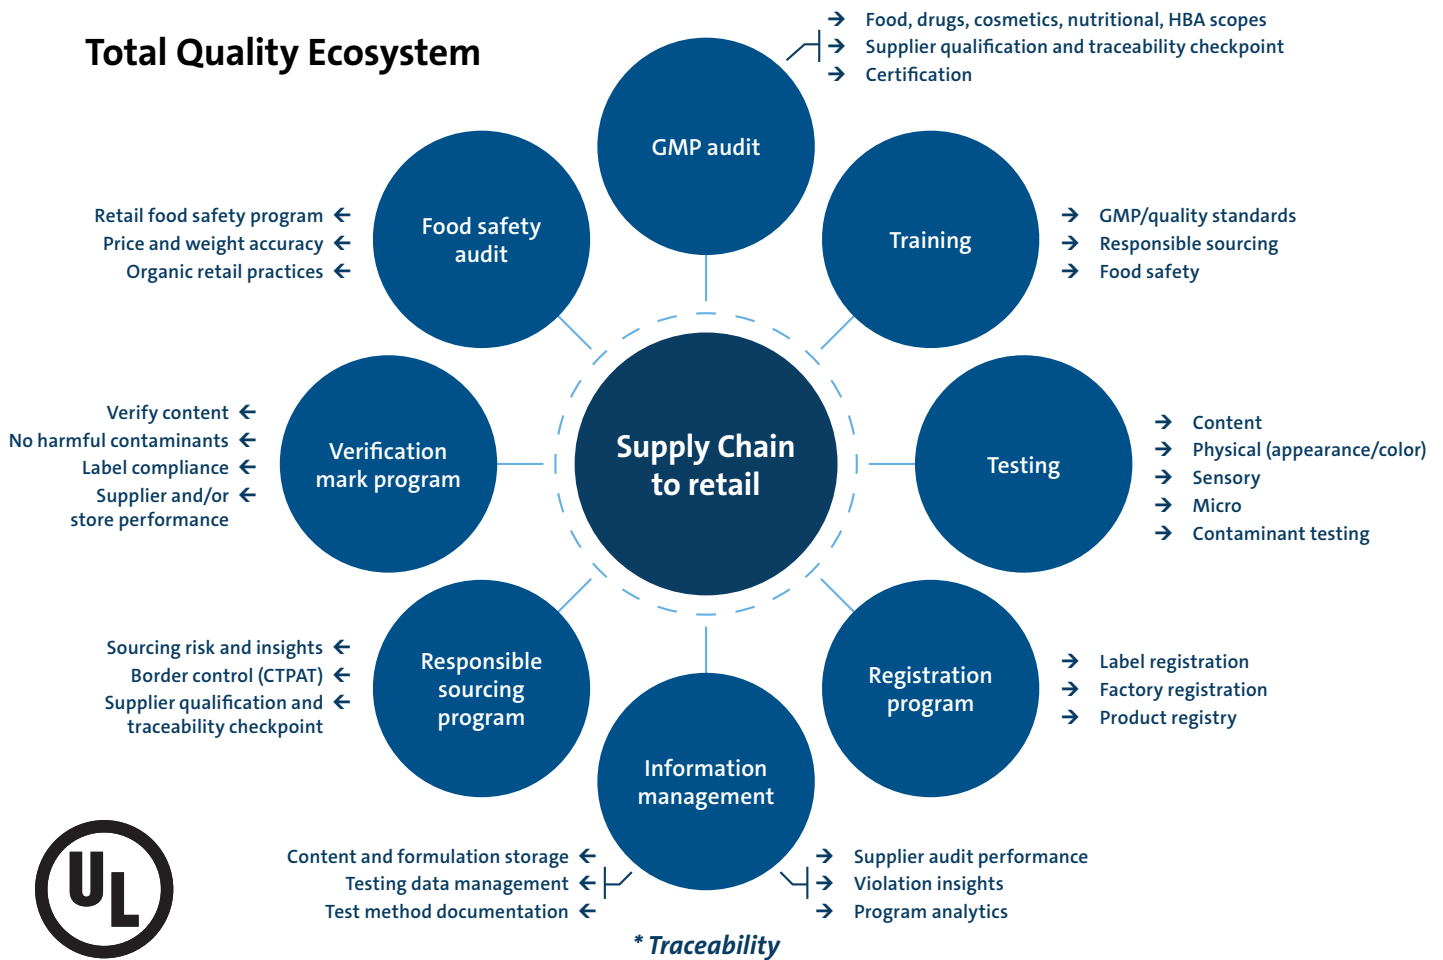 Total Quality Ecosystem
Food, drugs, cosmetics, nutritional, HBA scopes
Supplier qualification and traceability checkpoint
Certification
GMP audit
Food safety
audit
Retail food safety program
Price and weight accuracy
Organic retail practices
Training
GMP/quality standards
Responsible sourcing
Food safety
Verification
mark program
Verify content
No harmful contaminants
Label compliance
Supplier and/or
store performance
Supply Chain
to retail
Testing
Content
Physical (appearance/color)
Sensory
Micro
Contaminant testing
Responsible
sourcing
program
Sourcing risk and insights
Border control (CTPAT)
Supplier qualification and
traceability checkpoint
Registration
program
Label registration
Factory registration
Product registry
Information
management
Content and formulation storage
Testing data management
Test method documentation
Supplier audit performance
Violation insights
Program analytics
* Traceability
UL